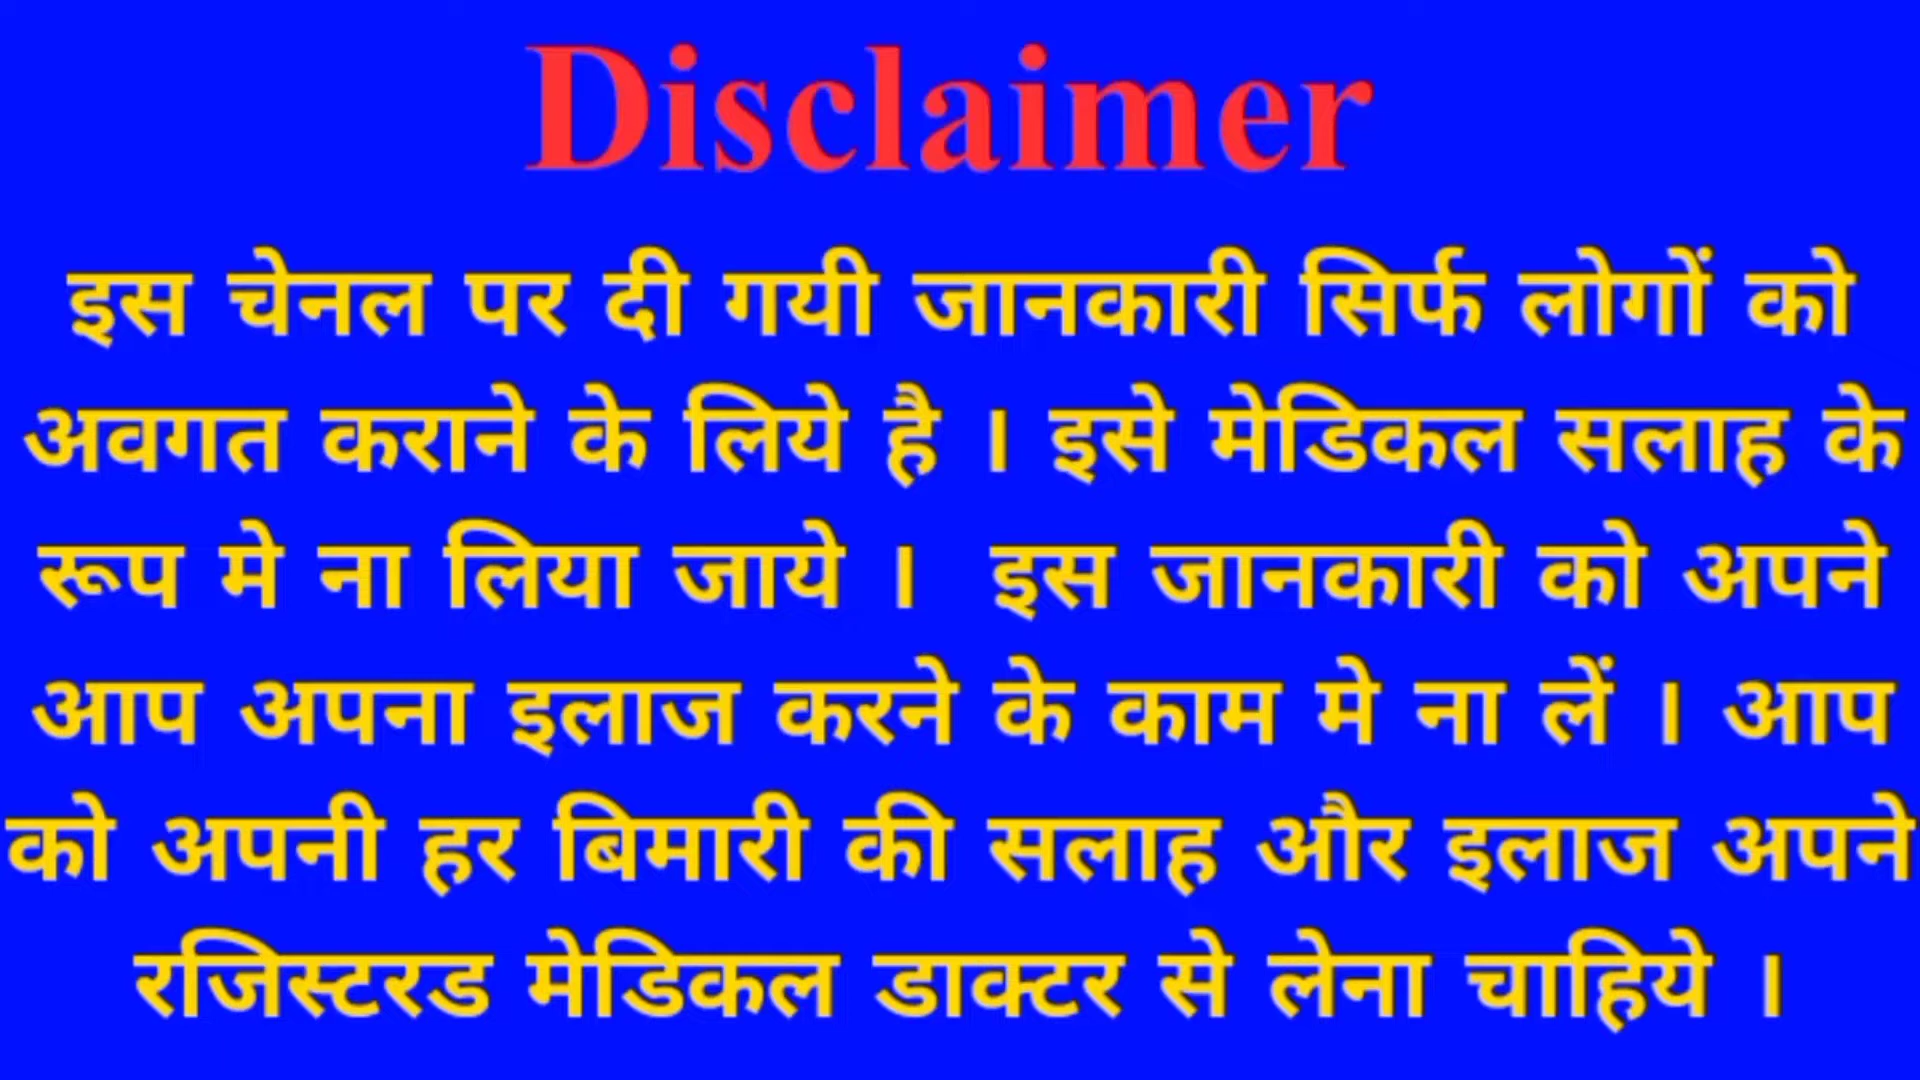 Disclaimer
इस चेनल पर दी गयी जानकारी सिर्फ लोगों को
अवगत कराने के लिये है । इसे मेडिकल सलाह के
रूप मे ना लिया जाये । इस जानकारी को अपने
आप अपना इलाज करने के काम मे ना लें । आप
को अपनी हर बिमारी की सलाह और इलाज अपने
रजिस्टरड मेडिकल डाक्टर से लेना चाहिये ।